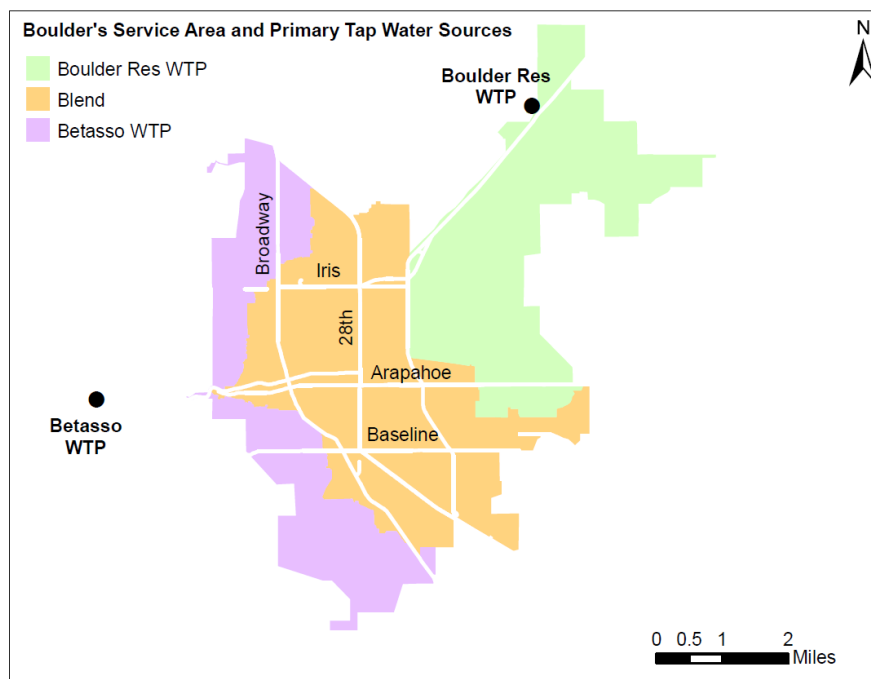 Boulder's Service Area and Primary Tap Water Sources
N
Boulder Res WTP
Blend
Betasso WTP
Boulder Res
WTP
Broadway
Iris
28th
Arapahoe
Betasso
WTP
Baseline
0 0.5 1 2
Miles